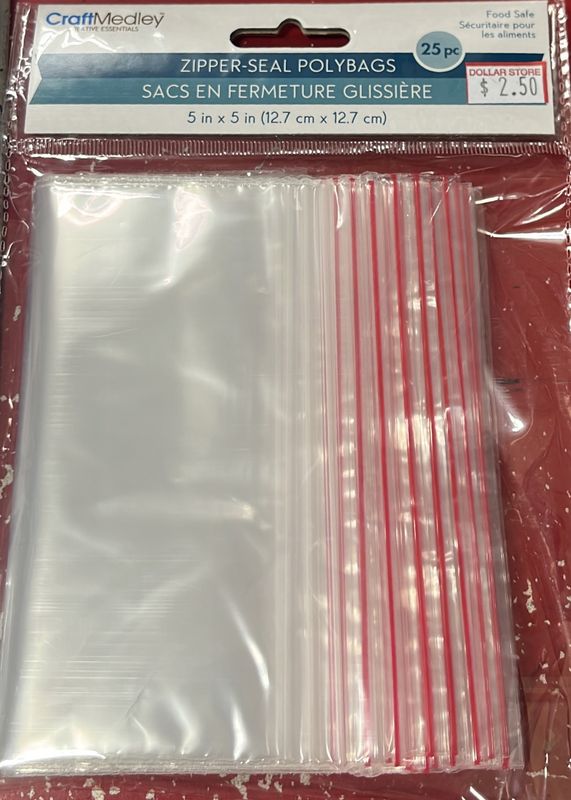 CraftMedley™
CREATIVE ESSENTIALS
Food Safe
Sécuritaire pour
les aliments
25 pc
ZIPPER-SEAL POLYBAGS
SACS EN FERMETURE GLISSIÈRE
5 in x 5 in (12.7 cm x 12.7 cm)
DOLLAR STORE
$ 2.50